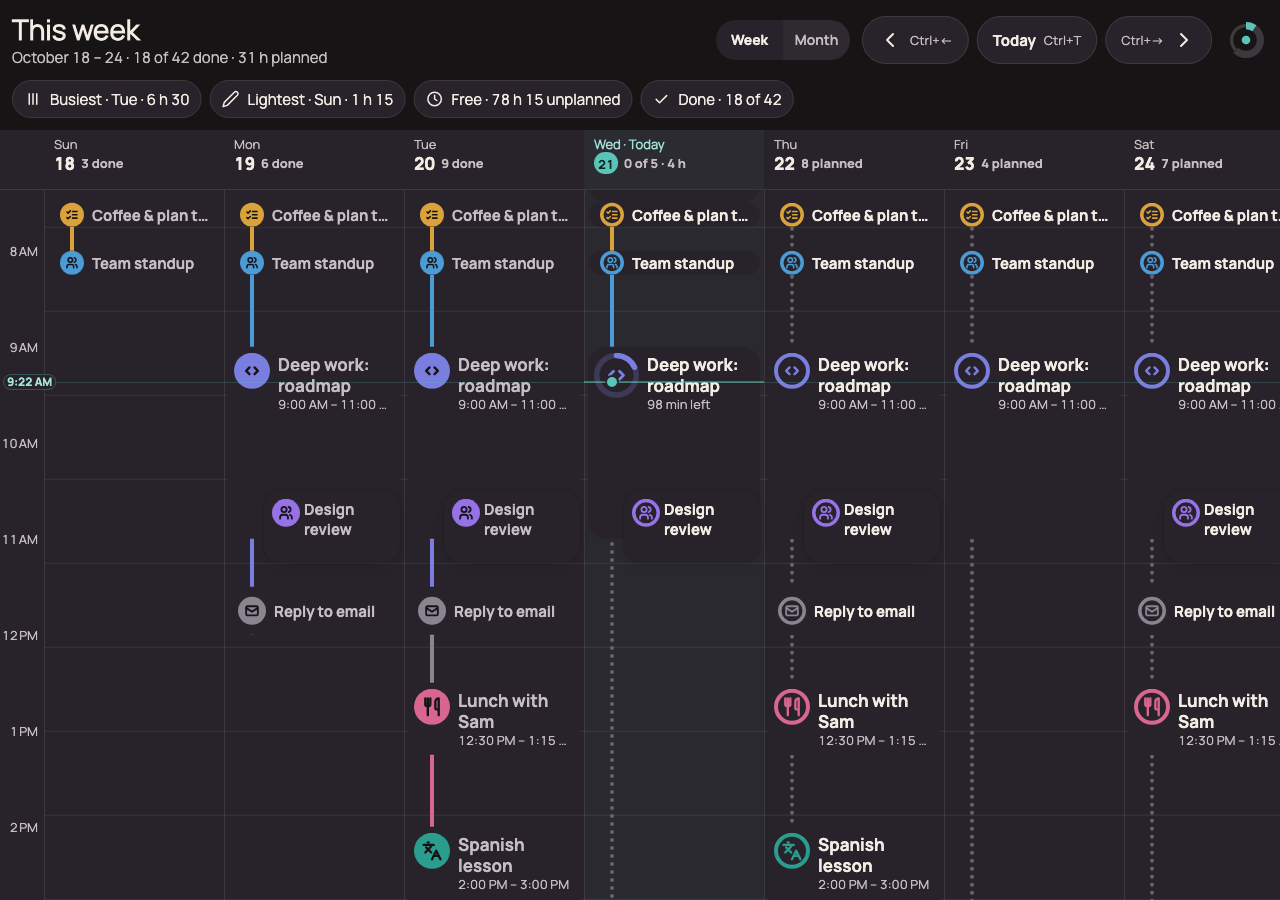 This week
October 18 – 24 · 18 of 42 done · 31 h planned
Week
Month
Ctrl+←
Today Ctrl+T
Ctrl+→
Busiest · Tue · 6 h 30
Lightest · Sun · 1 h 15
Free · 78 h 15 unplanned
Done · 18 of 42
Sun
18 3 done
Mon
19 6 done
Tue
20 9 done
Wed · Today
21 0 of 5 · 4 h
Thu
22 8 planned
Fri
23 4 planned
Sat
24 7 planned
8 AM
9 AM
9:22 AM
10 AM
11 AM
12 PM
1 PM
2 PM
Coffee & plan t…
Team standup
Coffee & plan t…
Team standup
Deep work:
roadmap
9:00 AM – 11:00 …
Design
review
Reply to email
Coffee & plan t…
Team standup
Deep work:
roadmap
9:00 AM – 11:00 …
Design
review
Reply to email
Lunch with
Sam
12:30 PM – 1:15 …
Spanish
lesson
2:00 PM – 3:00 PM
Coffee & plan t…
Team standup
Deep work:
roadmap
98 min left
Design
review
Coffee & plan t…
Team standup
Deep work:
roadmap
9:00 AM – 11:00 …
Design
review
Reply to email
Lunch with
Sam
12:30 PM – 1:15 …
Spanish
lesson
2:00 PM – 3:00 PM
Coffee & plan t…
Team standup
Deep work:
roadmap
9:00 AM – 11:00 …
Coffee & plan t
Team standup
Deep work:
roadmap
9:00 AM – 11:00
Design
review
Reply to email
Lunch with
Sam
12:30 PM – 1:15